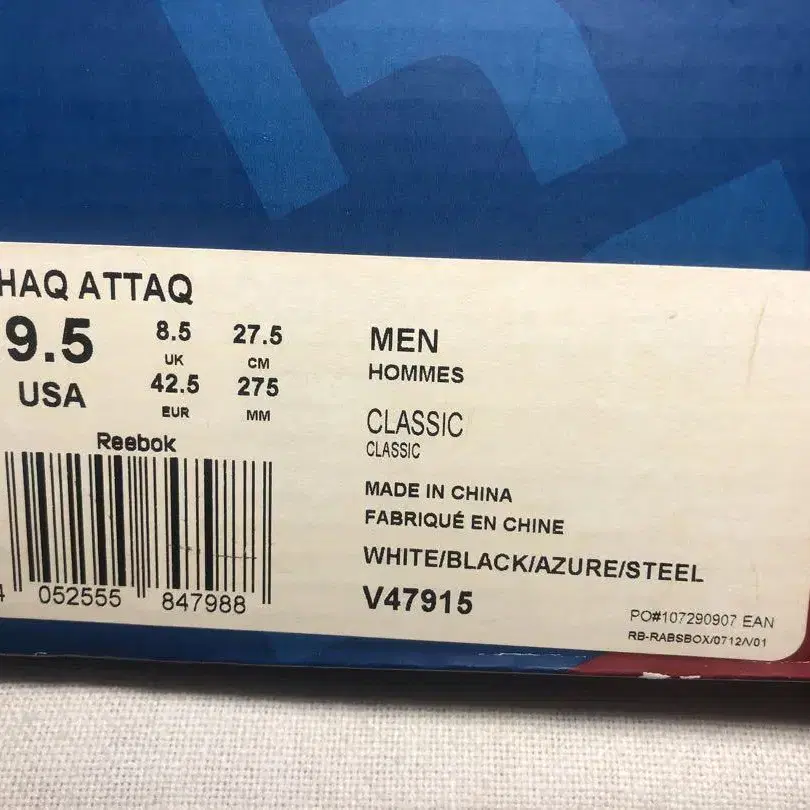 HAQ ATTAQ
9.5
USA
8.5
UK
27.5
CM
42.5
EUR
275
MM
Reebok
4 052555 847988
MEN
HOMMES
CLASSIC
CLASSIC
MADE IN CHINA
FABRIQUÉ EN CHINE
WHITE/BLACK/AZURE/STEEL
V47915
PO#107290907 EAN
RB-RABSBOX/0712/V01